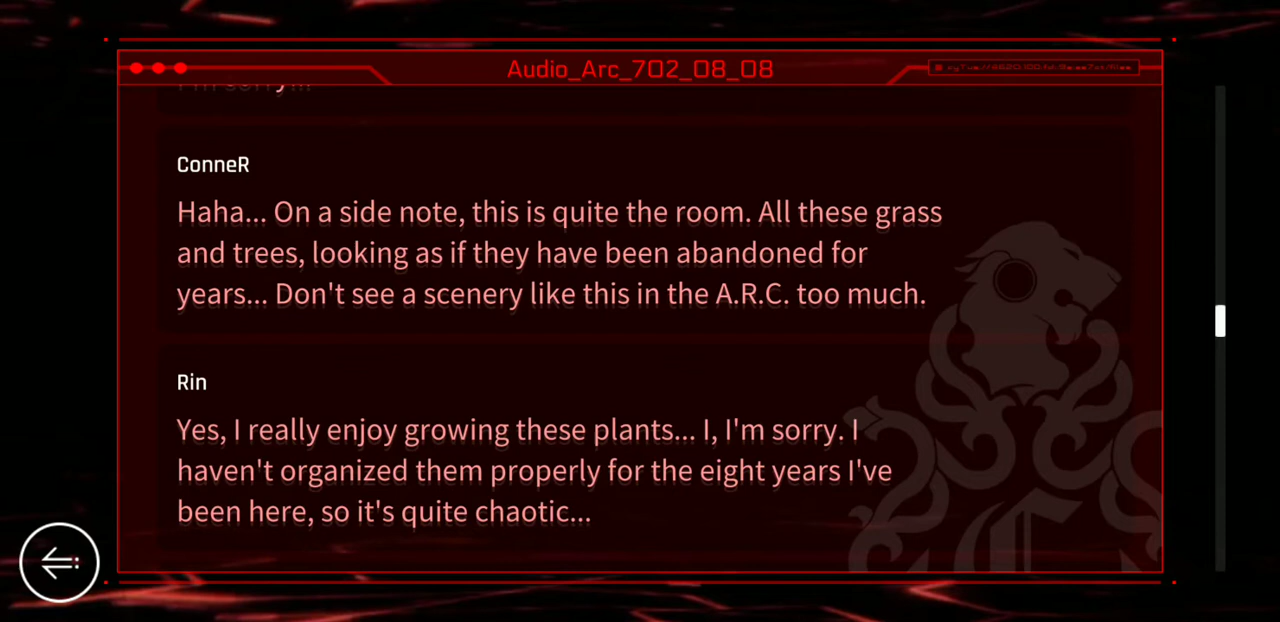 Audio_Arc_702_08_08
I'm sorry...
ConneR
Haha... On a side note, this is quite the room. All these grass
and trees, looking as if they have been abandoned for
years... Don't see a scenery like this in the A.R.C. too much.
Rin
Yes, I really enjoy growing these plants... I, I'm sorry. I
haven't organized them properly for the eight years I've
been here, so it's quite chaotic...